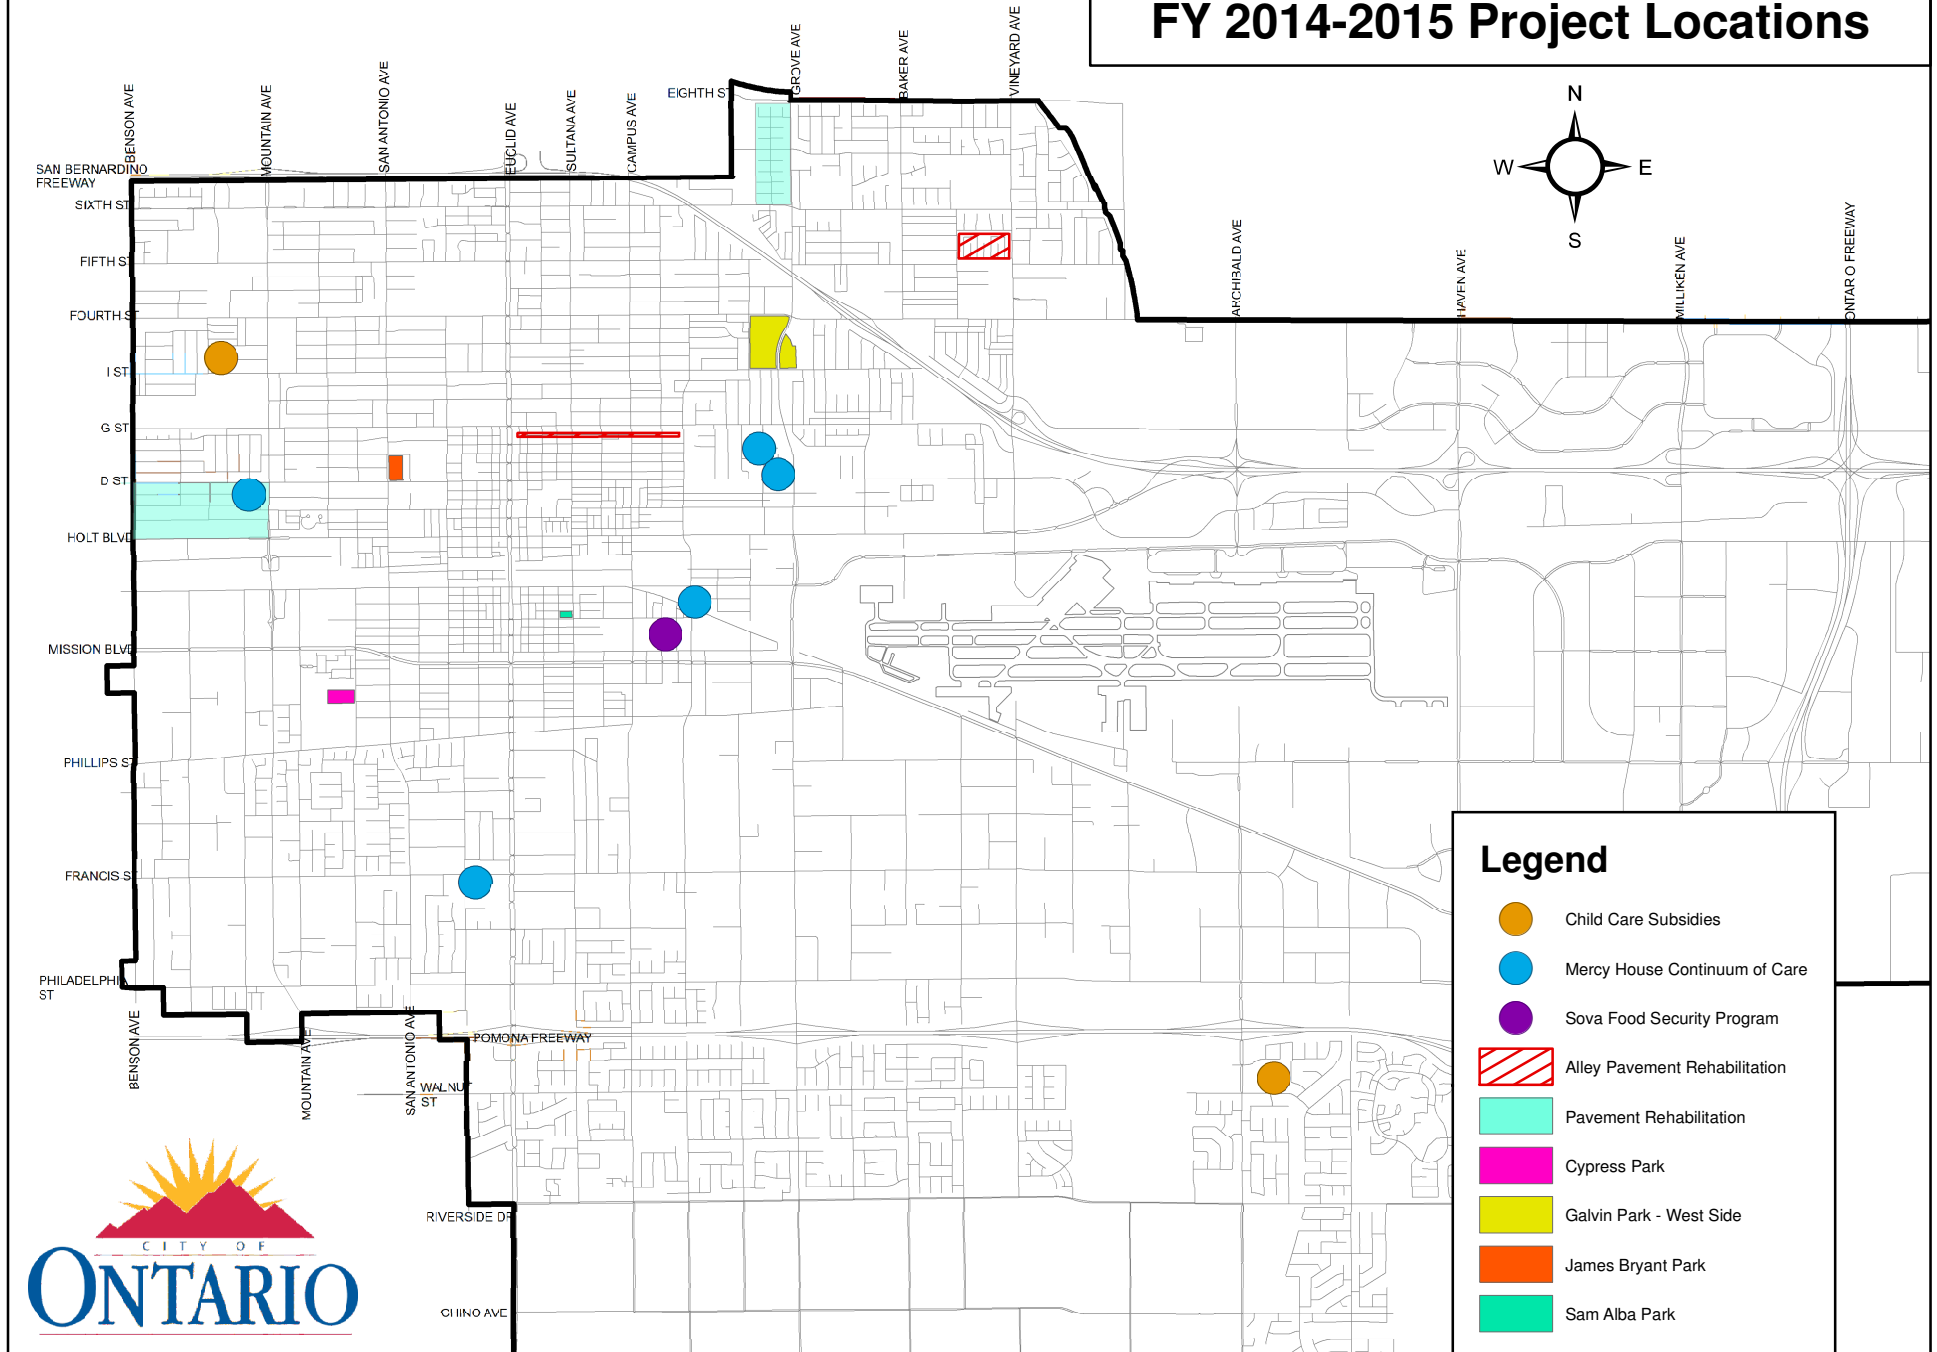 FY 2014-2015 Project Locations
N
W
E
S
BENSON AVE
MOUNTAIN AVE
SAN ANTONIO AVE
EUCLID AVE
SULTANA AVE
CAMPUS AVE
EIGHTH ST
GROVE AVE
BAKER AVE
VINEYARD AVE
ARCHIBALD AVE
HAVEN AVE
MILLIKEN AVE
ONTARIO FREEWAY
SAN BERNARDINO
FREEWAY
SIXTH ST
FIFTH ST
FOURTH ST
I ST
G ST
D ST
HOLT BLVD
MISSION BLVD
PHILLIPS ST
FRANCIS ST
PHILADELPHIA
ST
BENSON AVE
MOUNTAIN AVE
SAN ANTONIO AVE
POMONA FREEWAY
WALNUT
ST
RIVERSIDE DR
CHINO AVE
Legend
Child Care Subsidies
Mercy House Continuum of Care
Sova Food Security Program
Alley Pavement Rehabilitation
Pavement Rehabilitation
Cypress Park
Galvin Park - West Side
James Bryant Park
Sam Alba Park
CITY OF
ONTARIO